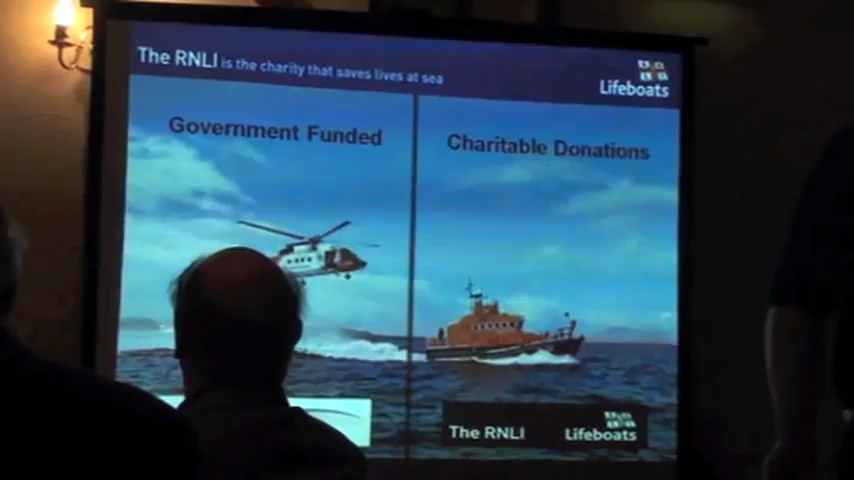 The RNLI is the charity that saves lives at sea
Lifeboats
Government Funded
Charitable Donations
The RNLI
Lifeboats